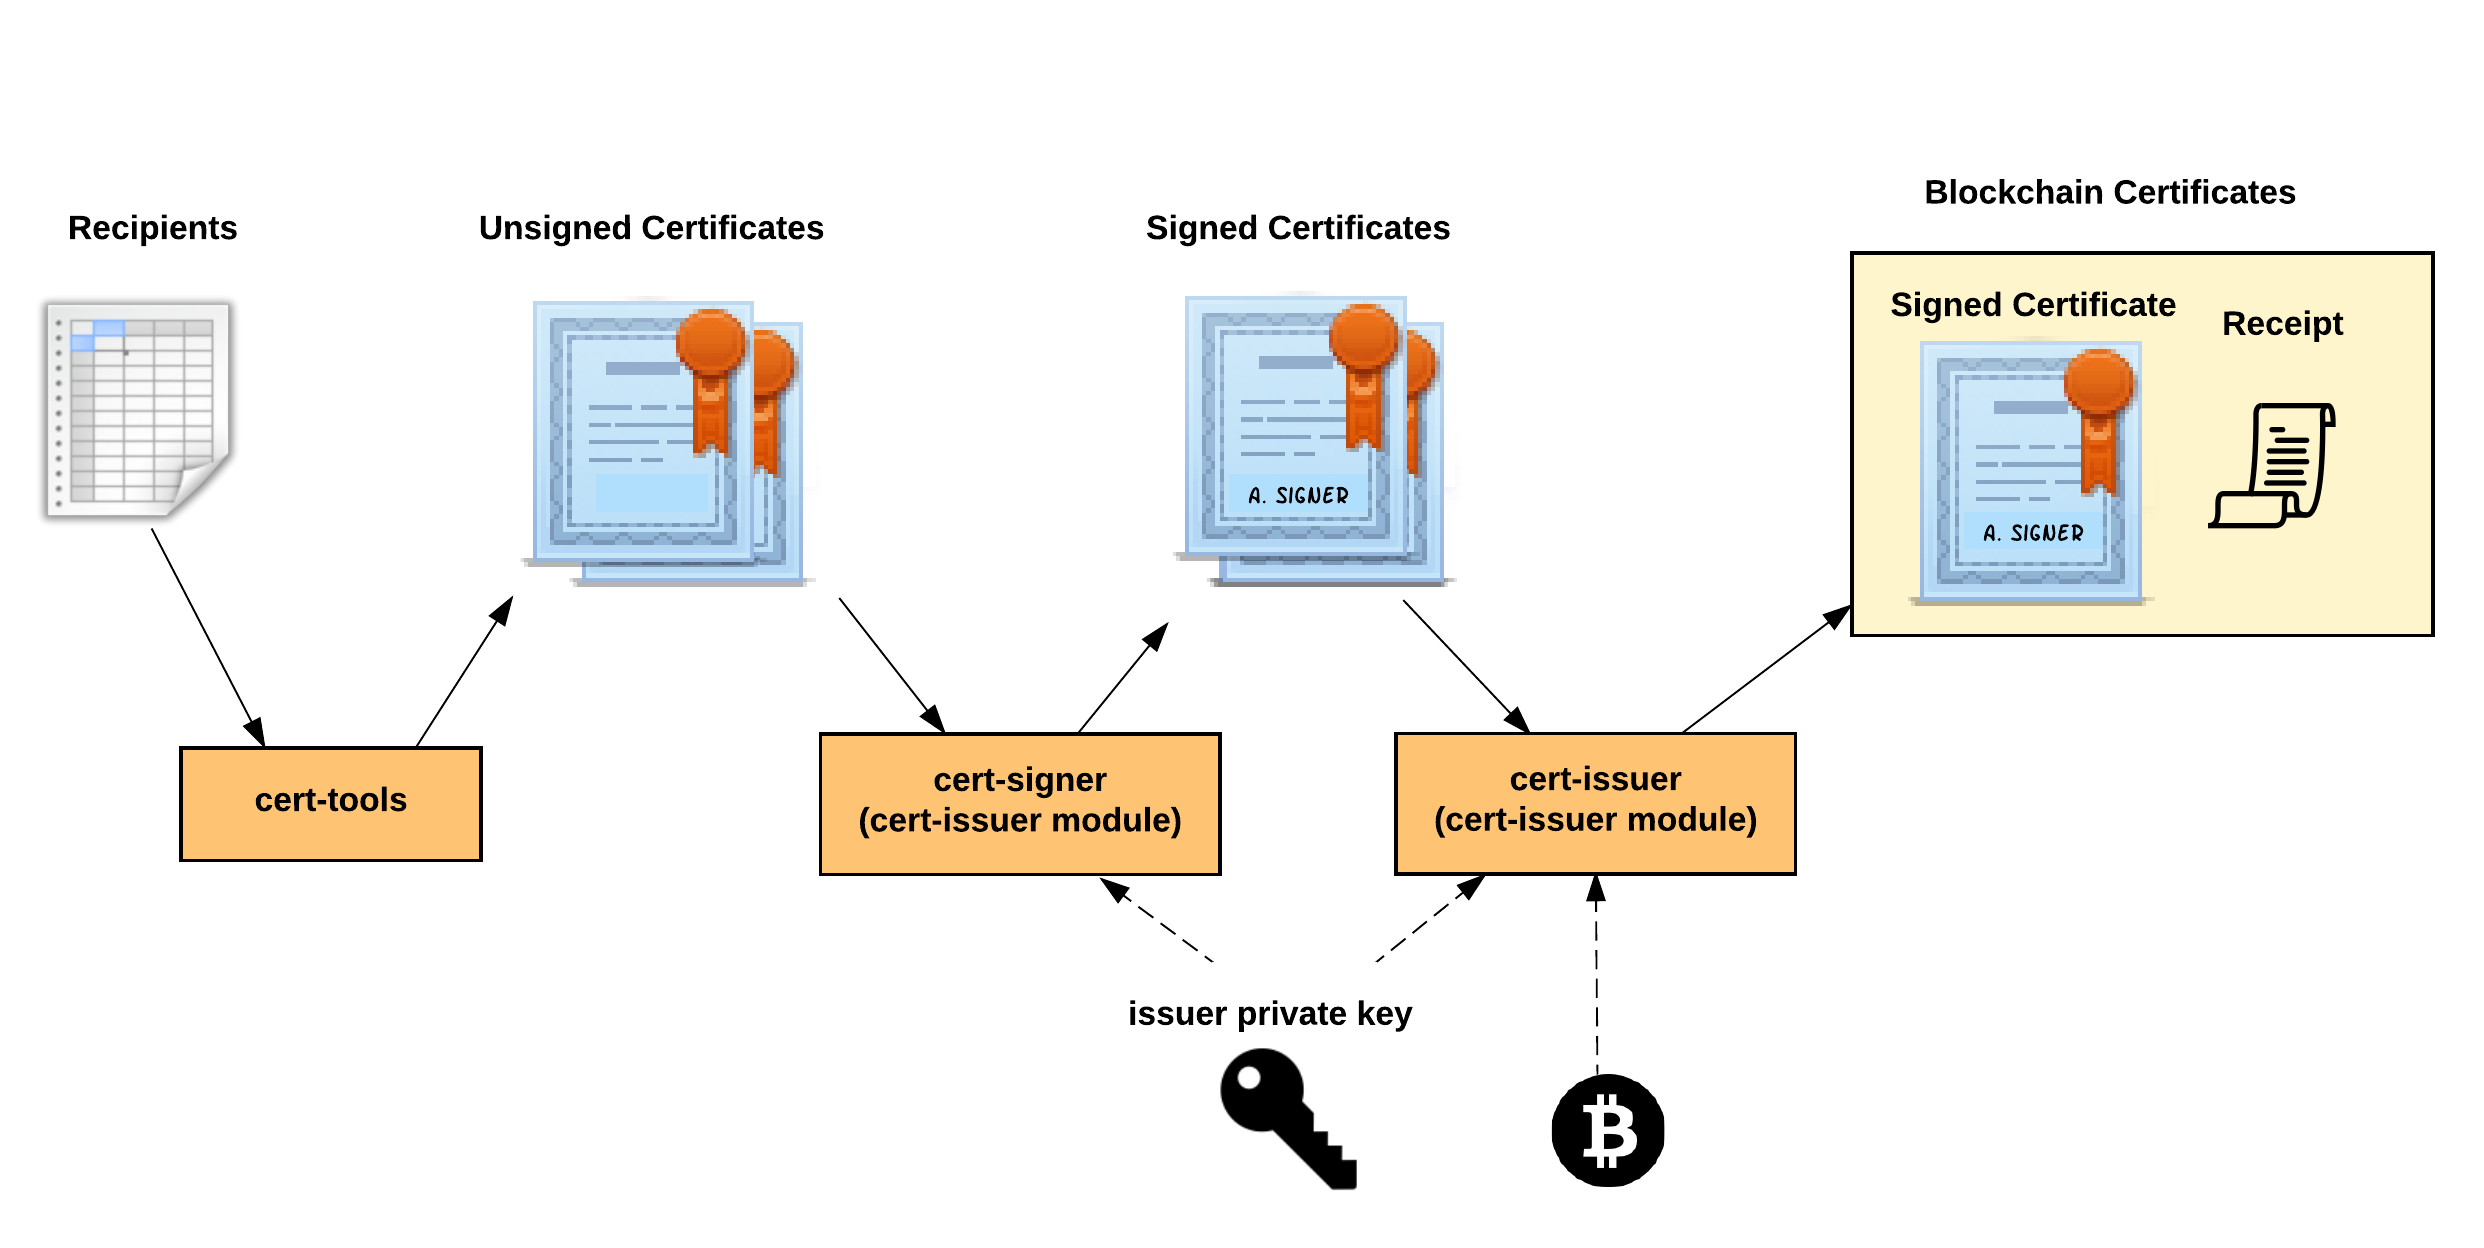 Recipients
Unsigned Certificates
Signed Certificates
Blockchain Certificates
Signed Certificate
Receipt
A. SIGNER
A. SIGNER
cert-tools
cert-signer
(cert-issuer module)
cert-issuer
(cert-issuer module)
issuer private key